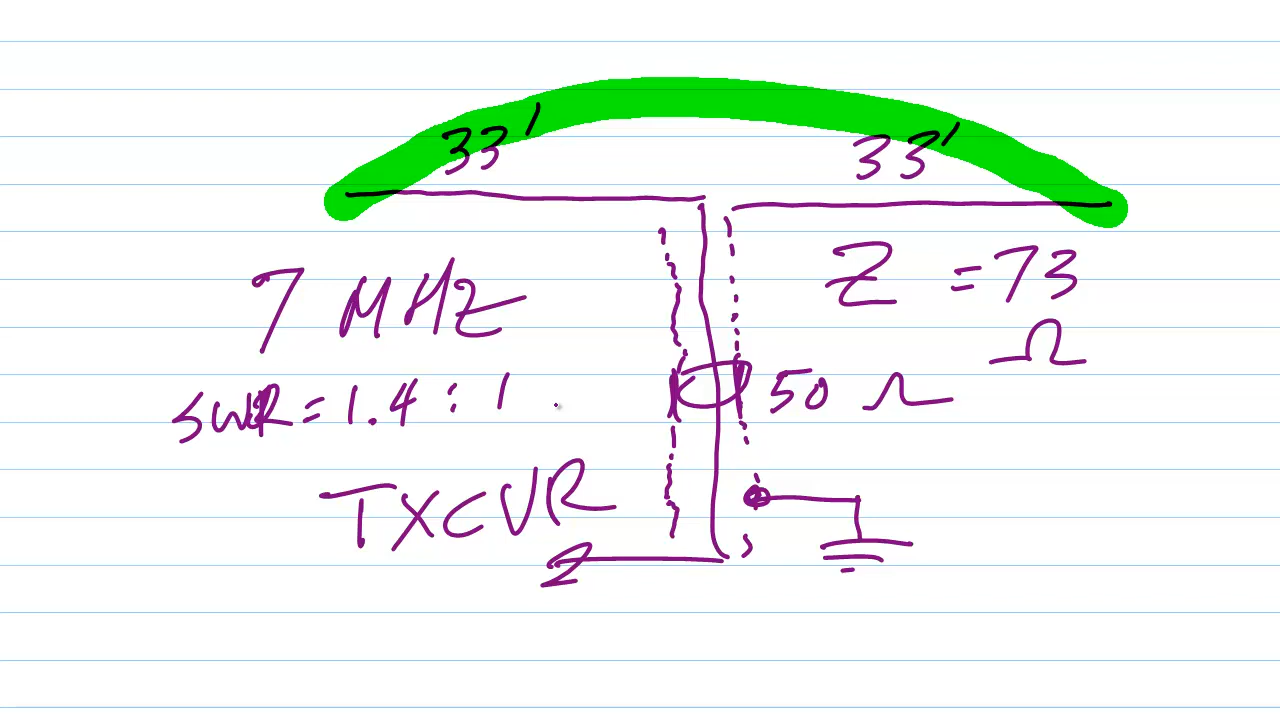 33' 33'
7 MHZ Z = 73
Ω
SWR = 1.4 : 1 . 50 Ω
TXCVR
Z